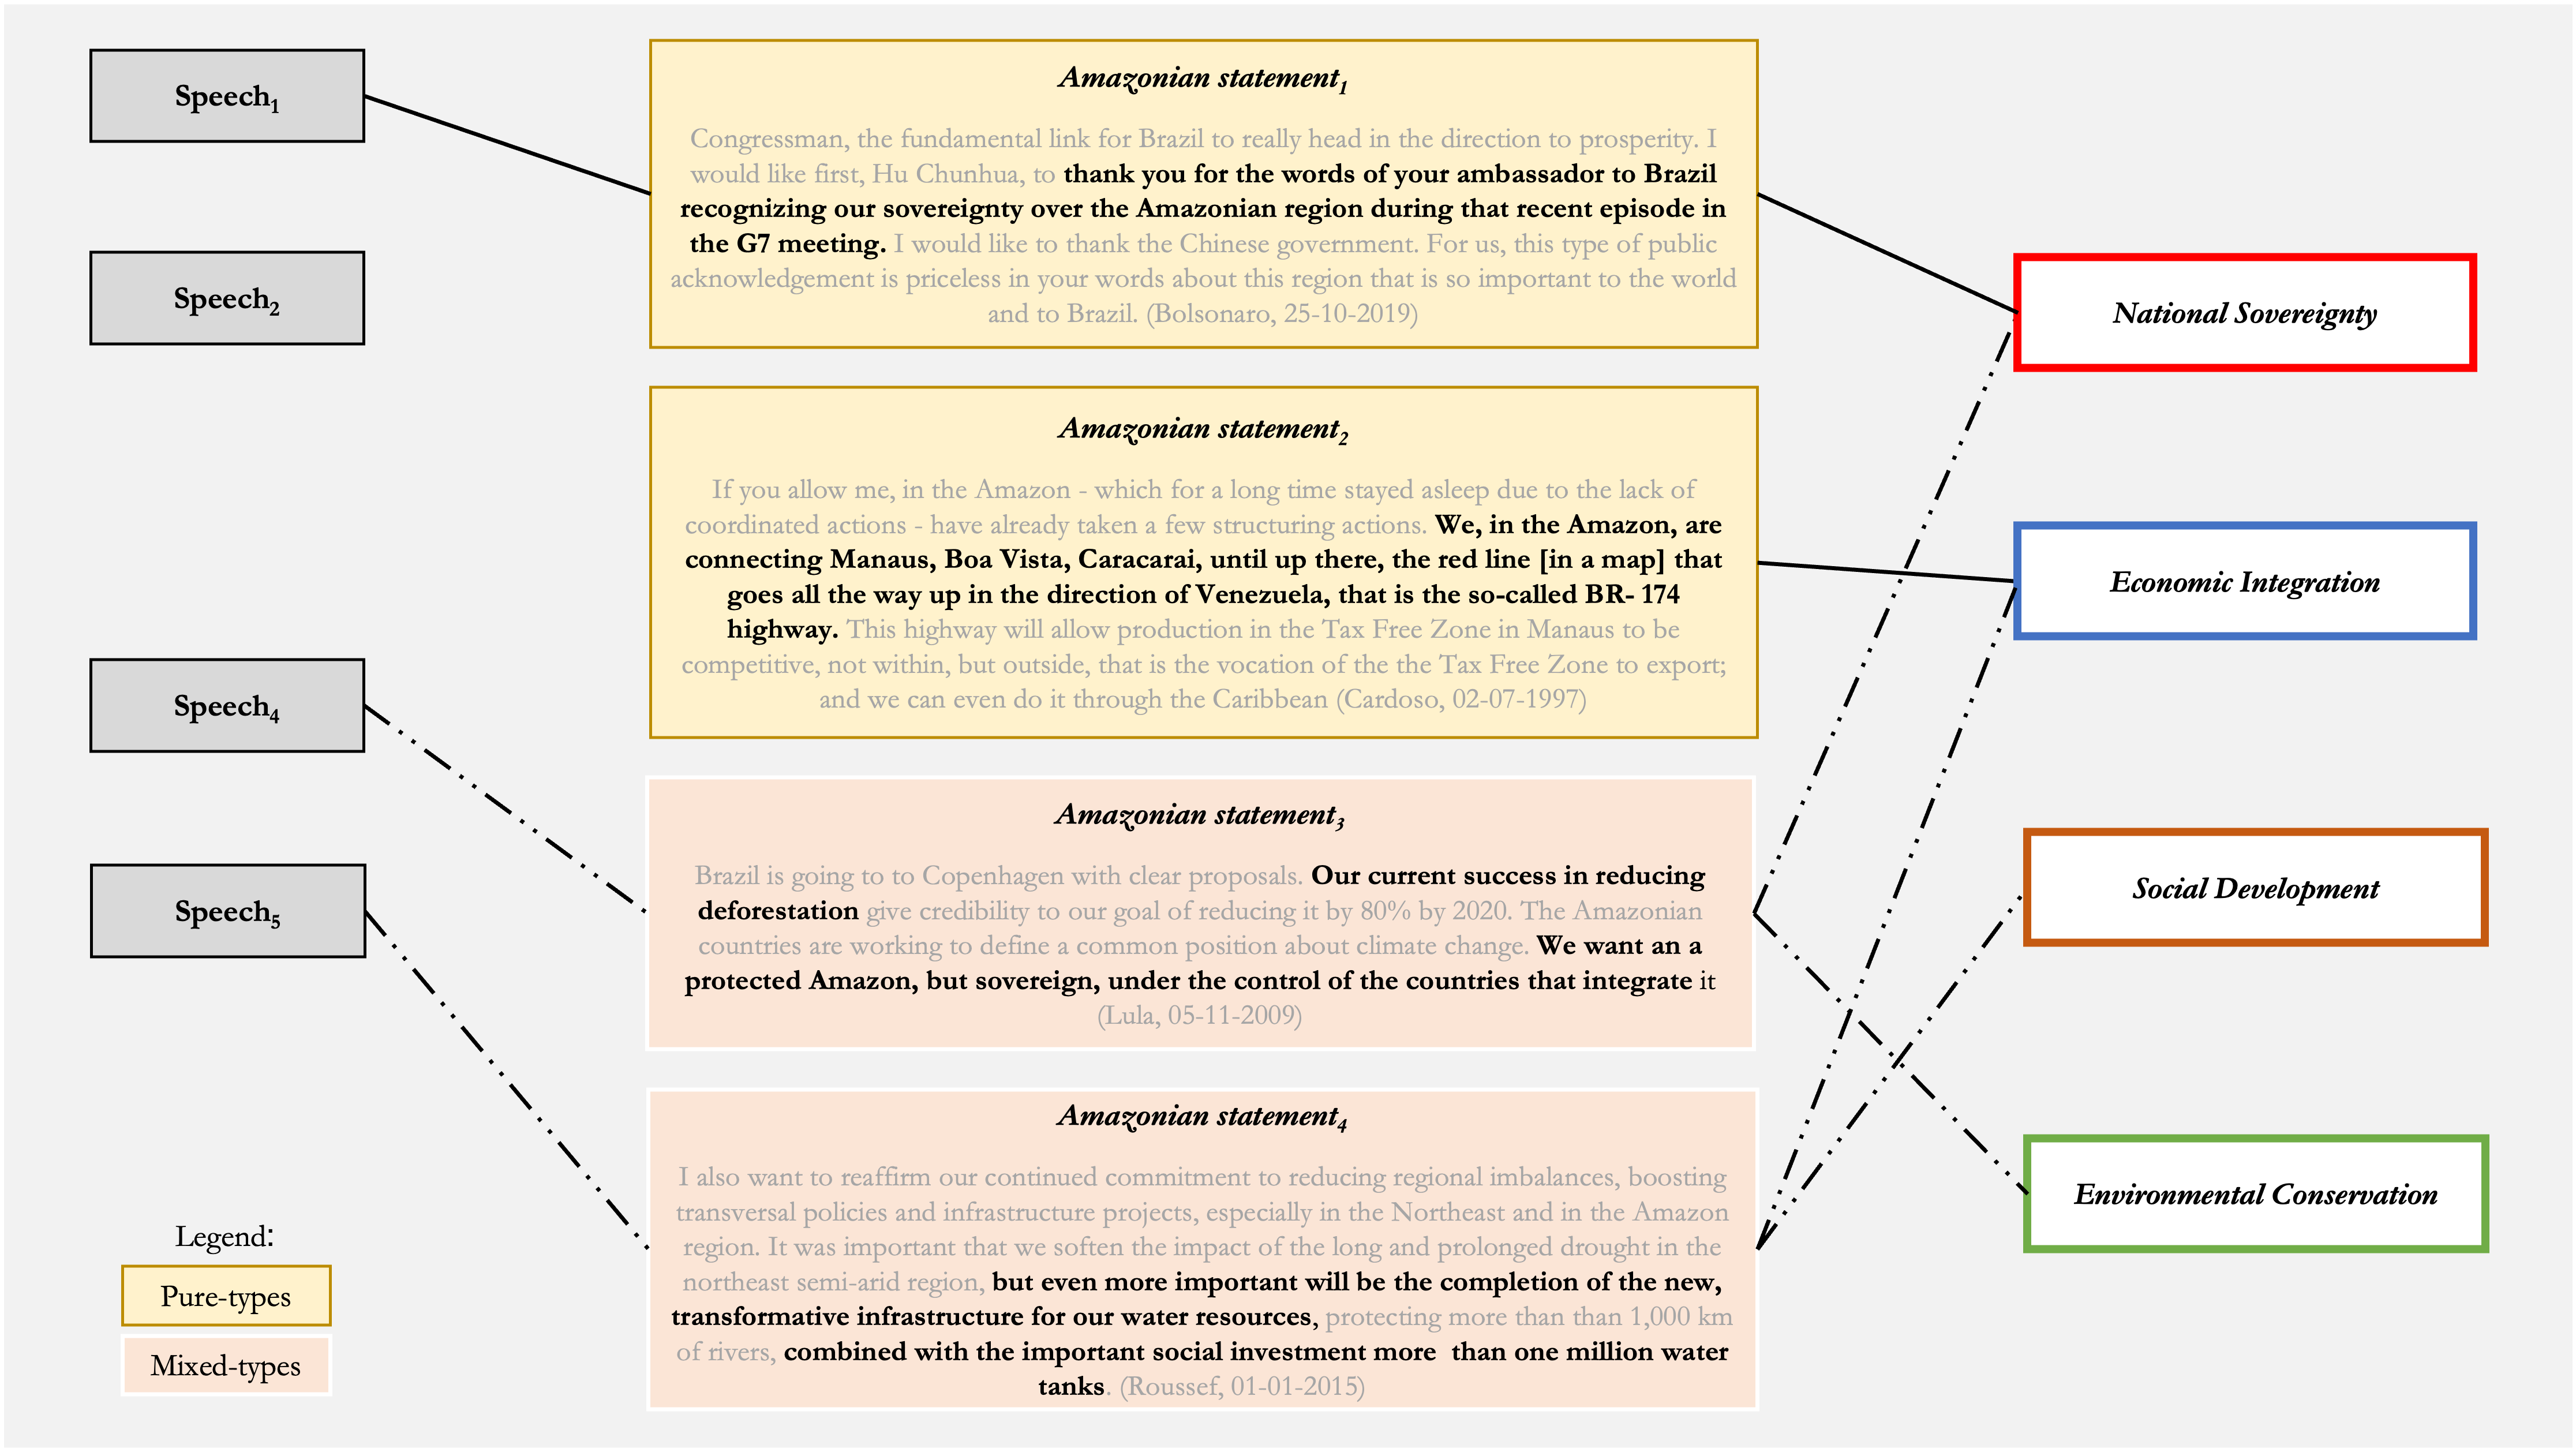 Speech1
Speech2
Speech4
Speech5
Legend:
Pure-types
Mixed-types
Amazonian statement1
Congressman, the fundamental link for Brazil to really head in the direction to prosperity. I
would like first, Hu Chunhua, to thank you for the words of your ambassador to Brazil
recognizing our sovereignty over the Amazonian region during that recent episode in
the G7 meeting. I would like to thank the Chinese government. For us, this type of public
acknowledgement is priceless in your words about this region that is so important to the world
and to Brazil. (Bolsonaro, 25-10-2019)
Amazonian statement2
If you allow me, in the Amazon - which for a long time stayed asleep due to the lack of
coordinated actions - have already taken a few structuring actions. We, in the Amazon, are
connecting Manaus, Boa Vista, Caracarai, until up there, the red line [in a map] that
goes all the way up in the direction of Venezuela, that is the so-called BR- 174
highway. This highway will allow production in the Tax Free Zone in Manaus to be
competitive, not within, but outside, that is the vocation of the the Tax Free Zone to export;
and we can even do it through the Caribbean (Cardoso, 02-07-1997)
Amazonian statement3
Brazil is going to to Copenhagen with clear proposals. Our current success in reducing
deforestation give credibility to our goal of reducing it by 80% by 2020. The Amazonian
countries are working to define a common position about climate change. We want an a
protected Amazon, but sovereign, under the control of the countries that integrate it
(Lula, 05-11-2009)
Amazonian statement4
I also want to reaffirm our continued commitment to reducing regional imbalances, boosting
transversal policies and infrastructure projects, especially in the Northeast and in the Amazon
region. It was important that we soften the impact of the long and prolonged drought in the
northeast semi-arid region, but even more important will be the completion of the new,
transformative infrastructure for our water resources, protecting more than than 1,000 km
of rivers, combined with the important social investment more than one million water
tanks. (Roussef, 01-01-2015)
National Sovereignty
Economic Integration
Social Development
Environmental Conservation